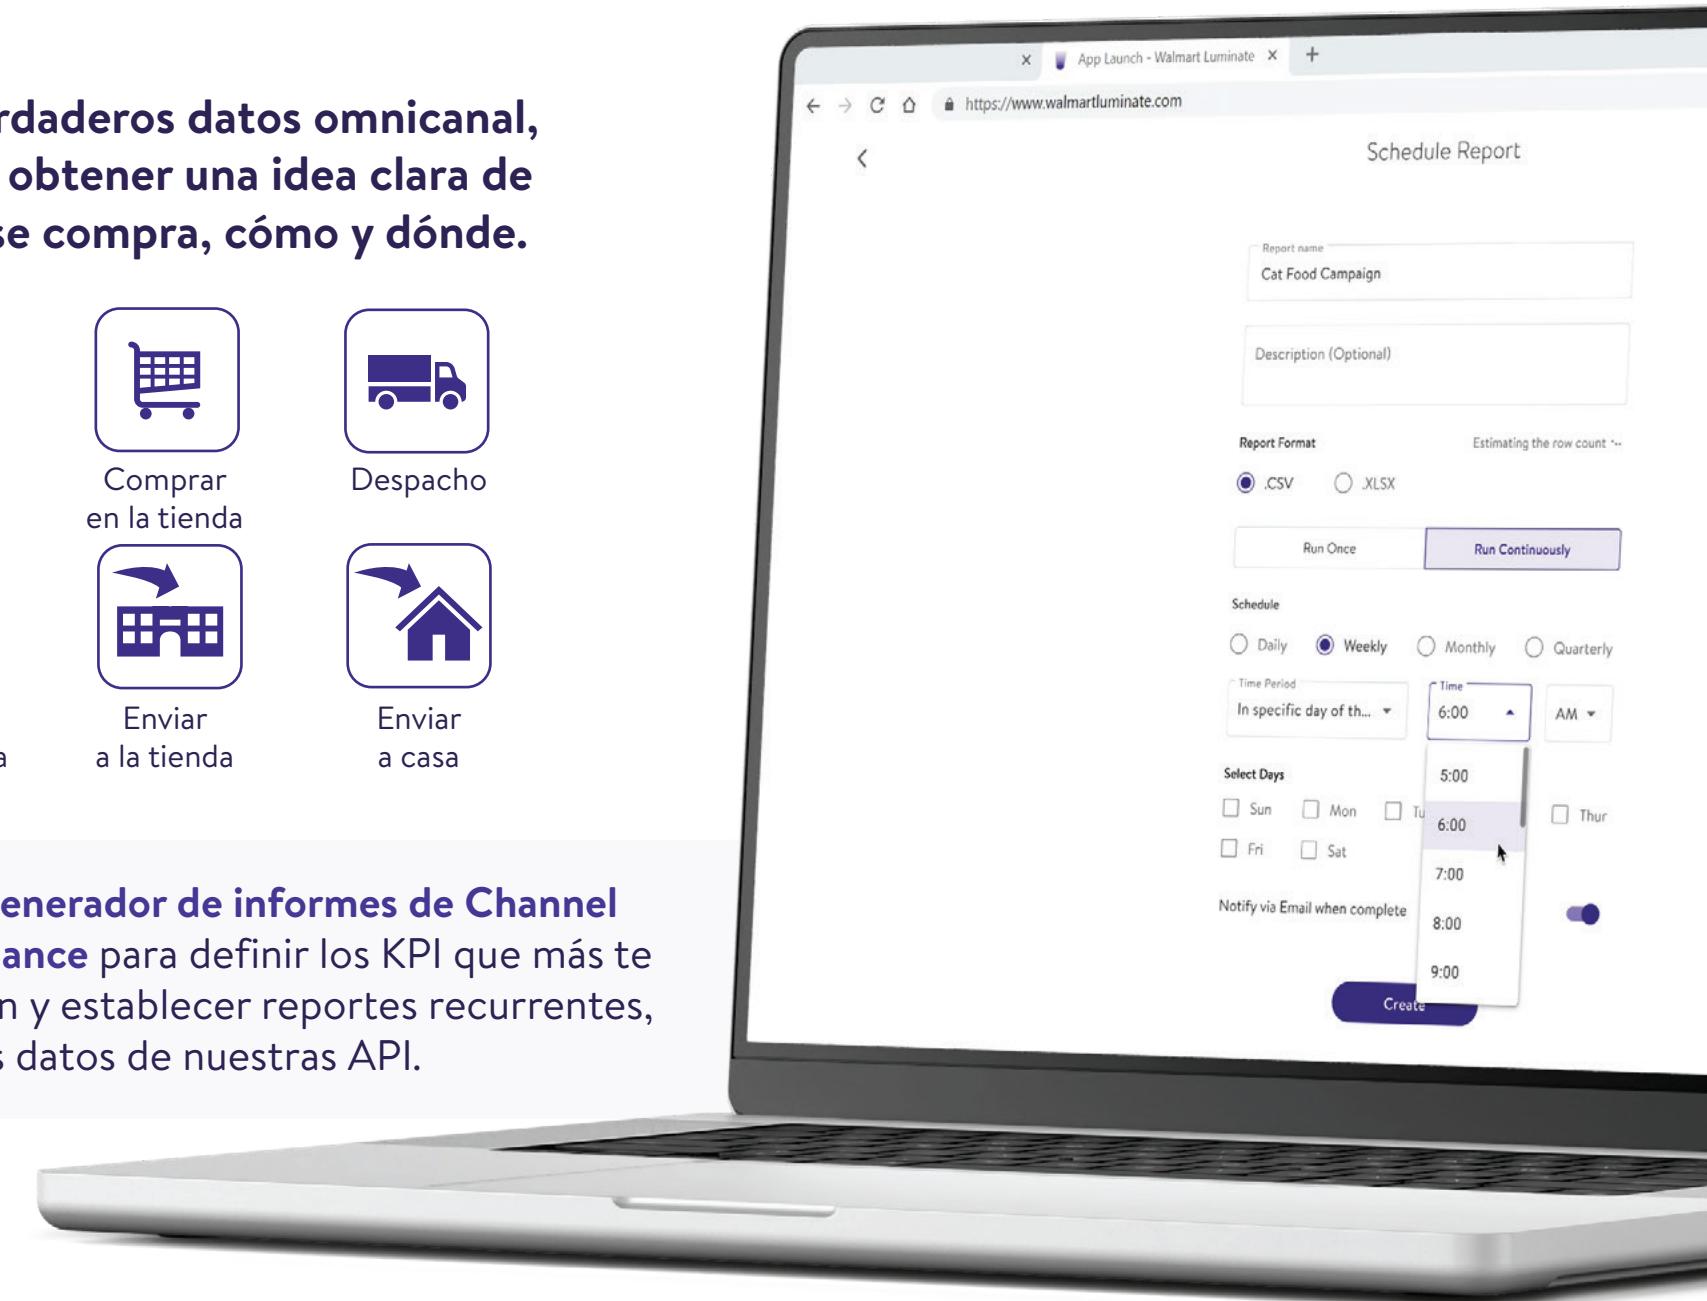 rdaderos datos omnicanal,
obtener una idea clara de
se compra, cómo y dónde.
Comprar
en la tienda
Despacho
Enviar
a la tienda
Enviar
a casa
a
enerador de informes de Channel
ance para definir los KPI que más te
n y establecer reportes recurrentes,
s datos de nuestras API.
App Launch - Walmart Luminate
https://www.walmartluminate.com
Schedule Report
Report name
Cat Food Campaign
Description (Optional)
Report Format
Estimating the row count
.CSV
.XLSX
Run Once
Run Continuously
Schedule
Daily
Weekly
Monthly
Quarterly
Time Period
In specific day of th...
Time
6:00
AM
5:00
6:00
7:00
8:00
9:00
Select Days
Sun
Mon
Tu
Thur
Fri
Sat
Notify via Email when complete
Create